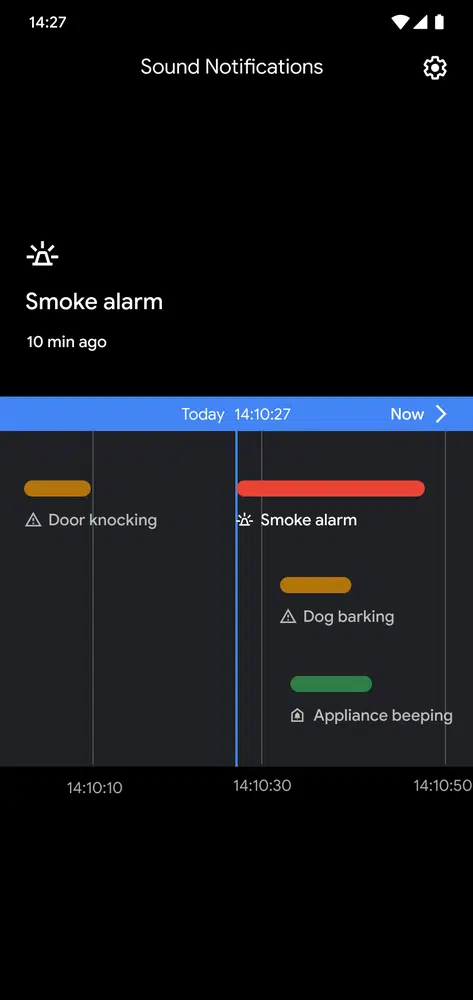 14:27
Sound Notifications
Smoke alarm
10 min ago
Today 14:10:27 Now
Door knocking
Smoke alarm
Dog barking
Appliance beeping
14:10:10 14:10:30 14:10:50